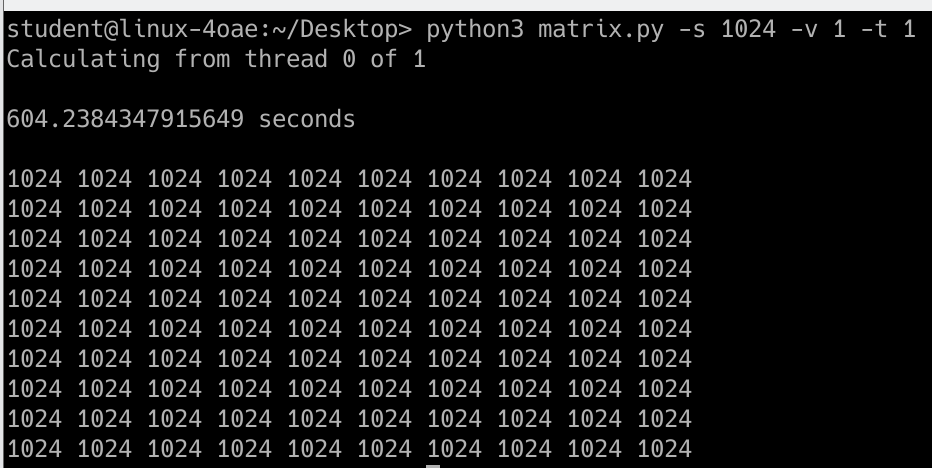 student@linux-4oae:~/Desktop> python3 matrix.py -s 1024 -v 1 -t 1
Calculating from thread 0 of 1
604.2384347915649 seconds
1024 1024 1024 1024 1024 1024 1024 1024 1024 1024
1024 1024 1024 1024 1024 1024 1024 1024 1024 1024
1024 1024 1024 1024 1024 1024 1024 1024 1024 1024
1024 1024 1024 1024 1024 1024 1024 1024 1024 1024
1024 1024 1024 1024 1024 1024 1024 1024 1024 1024
1024 1024 1024 1024 1024 1024 1024 1024 1024 1024
1024 1024 1024 1024 1024 1024 1024 1024 1024 1024
1024 1024 1024 1024 1024 1024 1024 1024 1024 1024
1024 1024 1024 1024 1024 1024 1024 1024 1024 1024
1024 1024 1024 1024 1024 1024 1024 1024 1024 1024